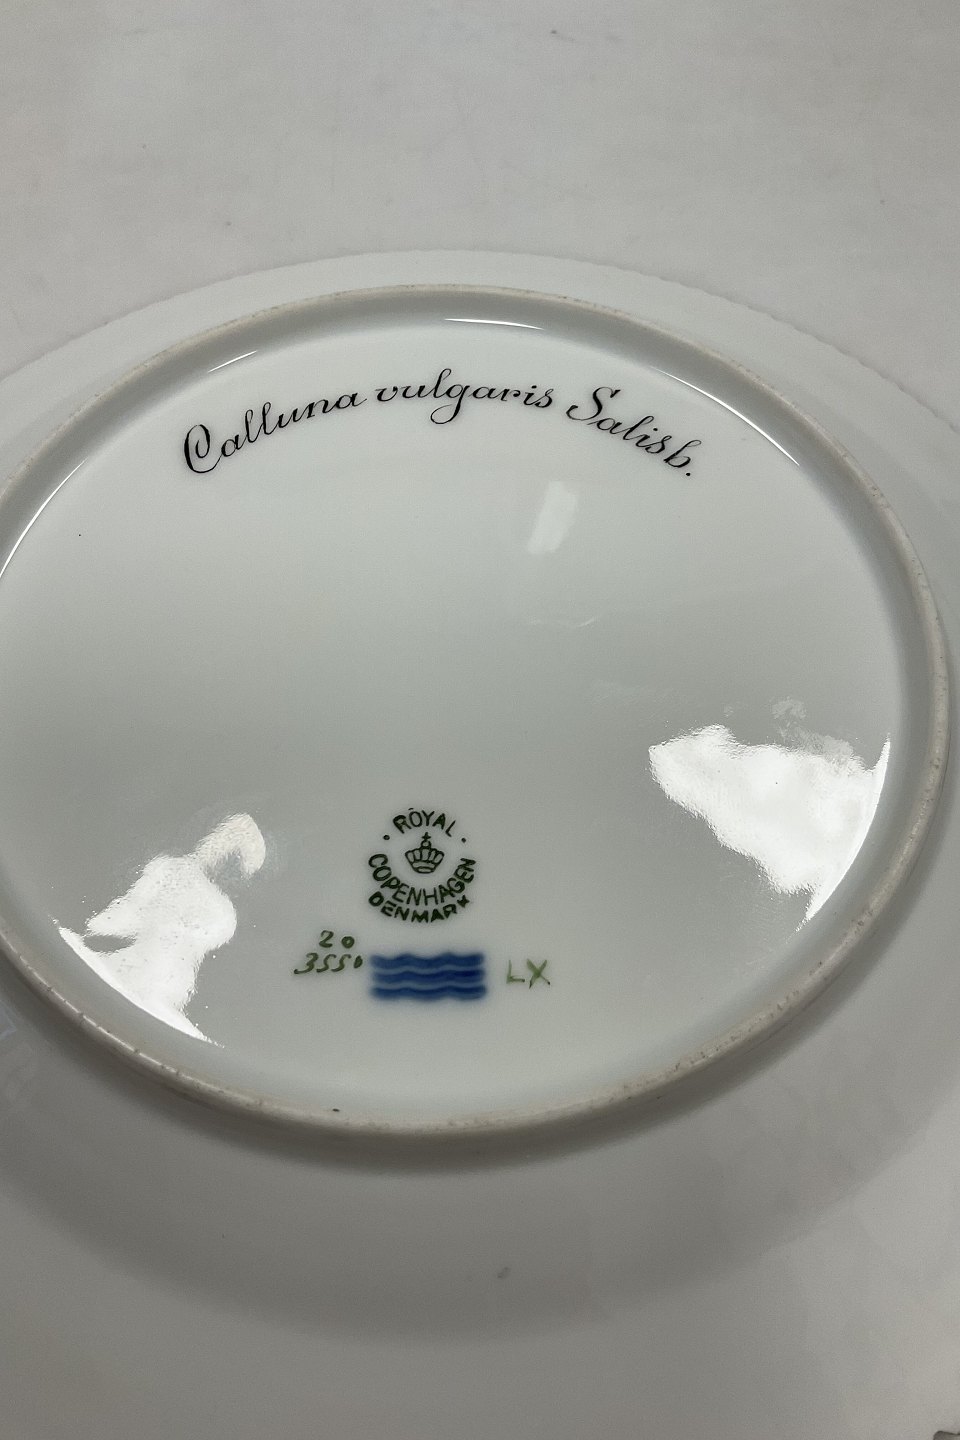 Calluna vulgaris Salisb.
ROYAL
COPENHAGEN
DENMARK
20
3550
LX